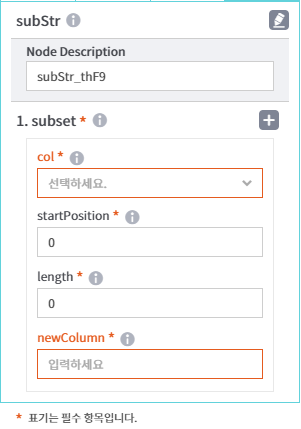 subStr
Node Description
subStr_thF9
1. subset *
col *
선택하세요.
startPosition *
0
length *
0
newColumn *
입력하세요
* 표기는 필수 항목입니다.